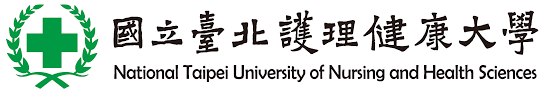 國立臺北護理健康大學
National Taipei University of Nursing and Health Sciences